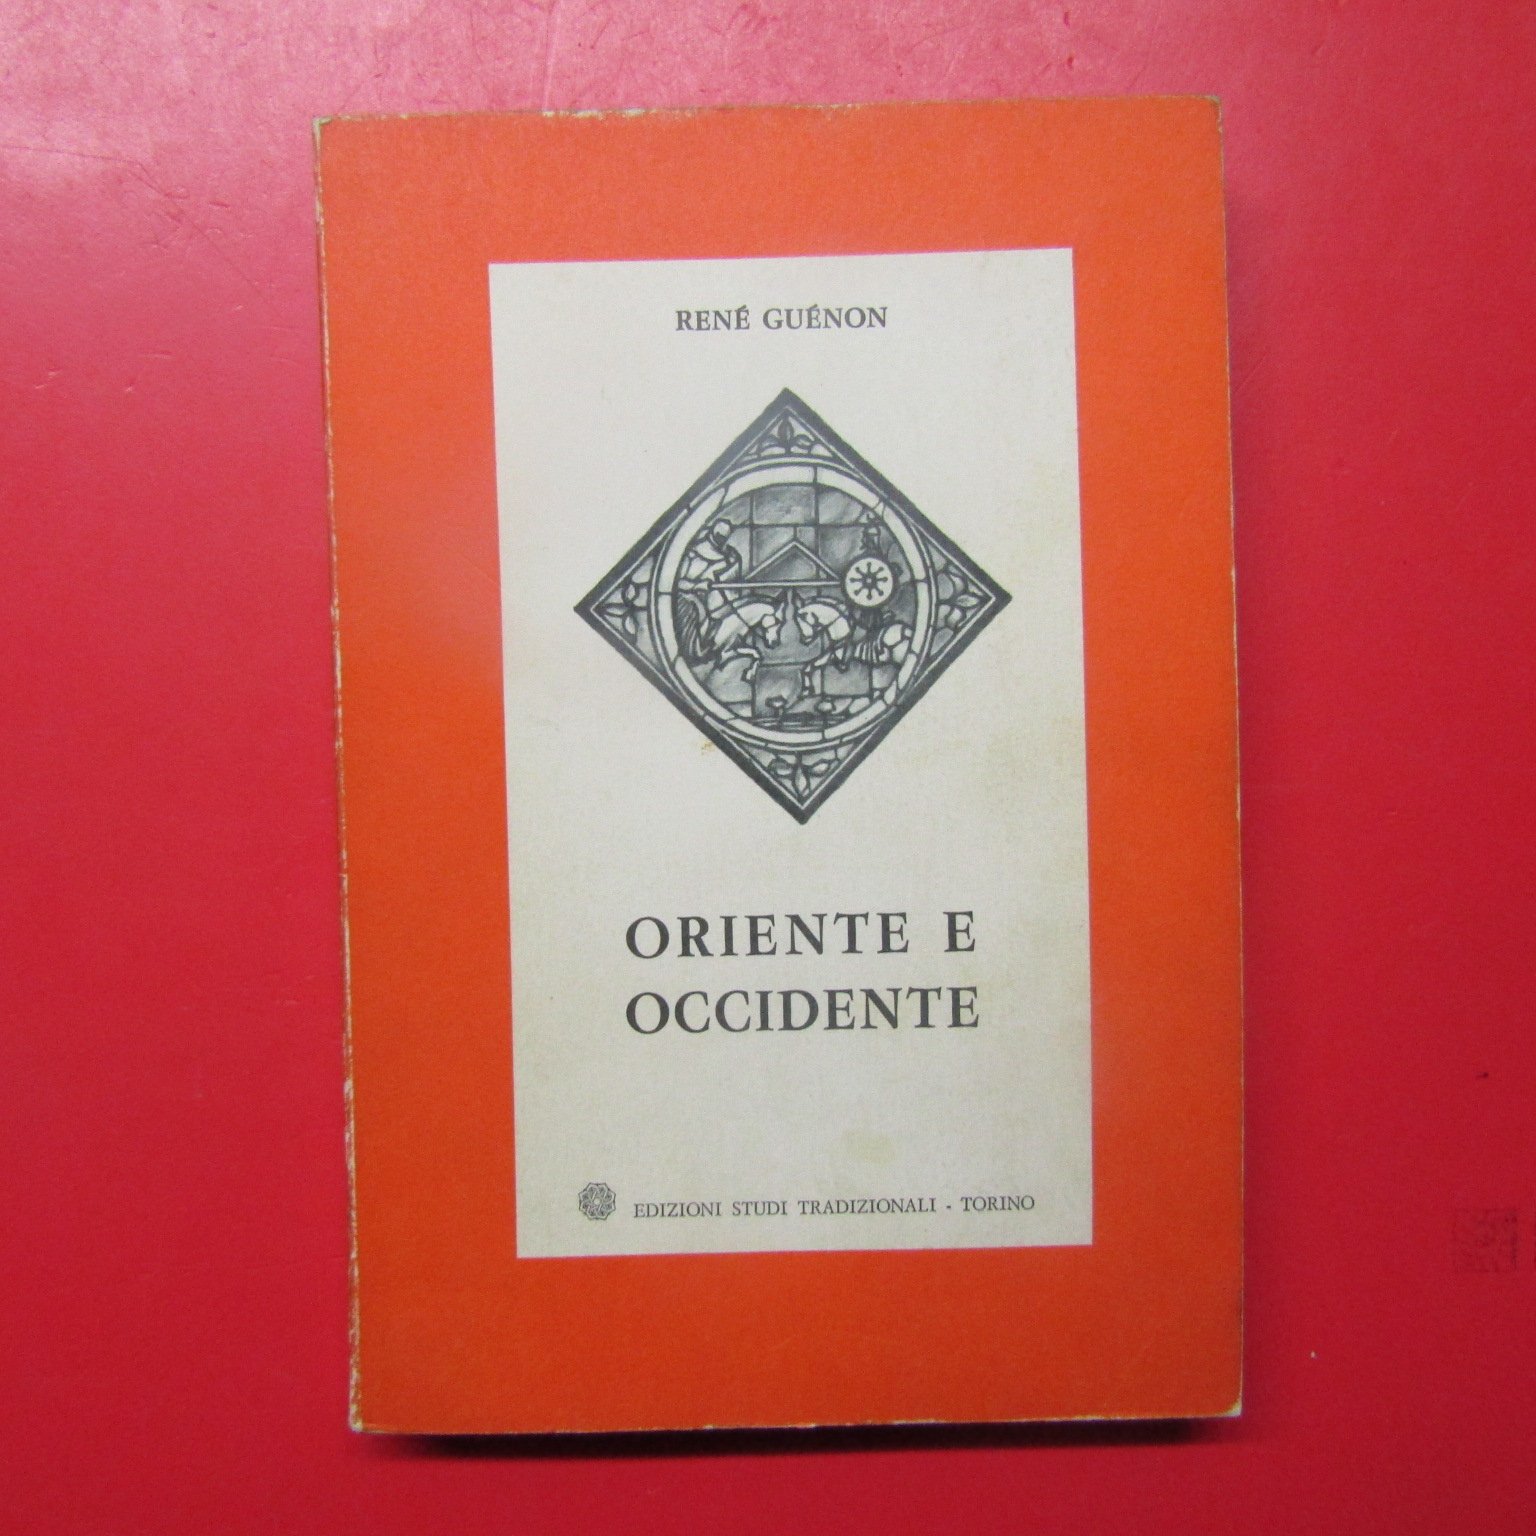 RENÉ GUÉNON
ORIENTE E
OCCIDENTE
EDIZIONI STUDI TRADIZIONALI - TORINO